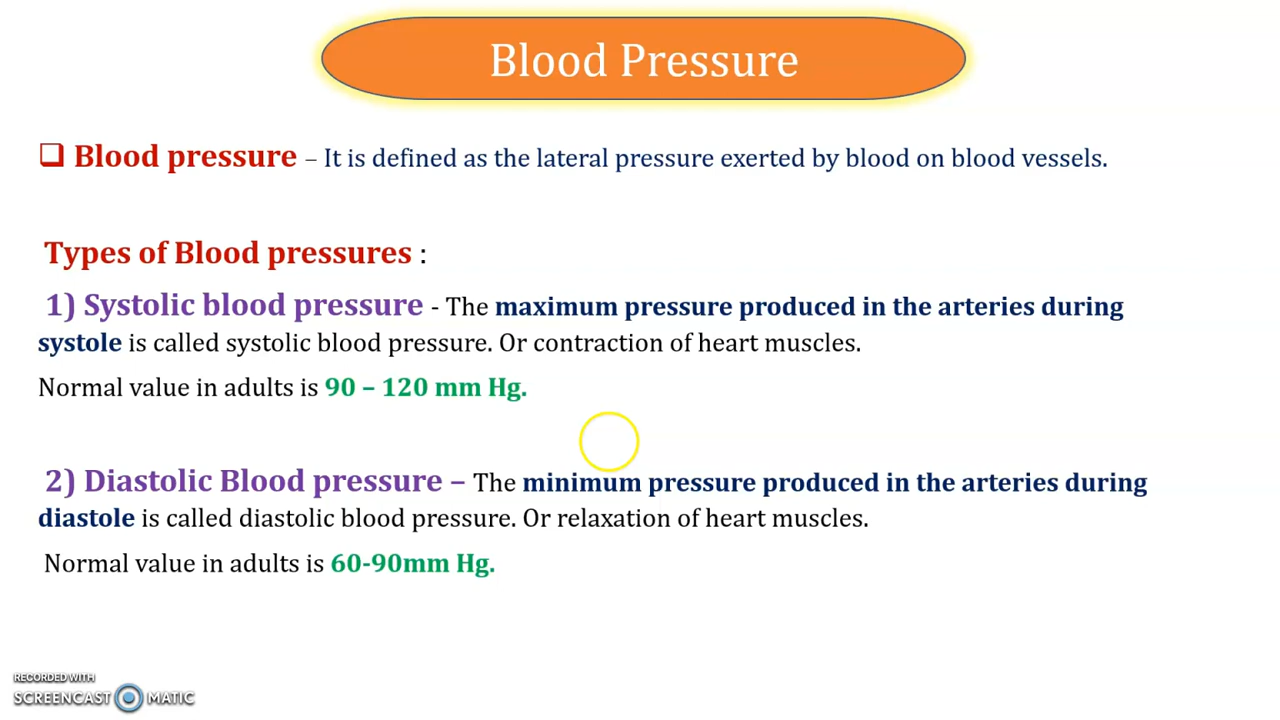 Blood Pressure
❑ Blood pressure – It is defined as the lateral pressure exerted by blood on blood vessels.
Types of Blood pressures :
1) Systolic blood pressure - The maximum pressure produced in the arteries during
systole is called systolic blood pressure. Or contraction of heart muscles.
Normal value in adults is 90 – 120 mm Hg.
2) Diastolic Blood pressure – The minimum pressure produced in the arteries during
diastole is called diastolic blood pressure. Or relaxation of heart muscles.
Normal value in adults is 60-90mm Hg.
RECORDED WITH
SCREENCAST MATIC